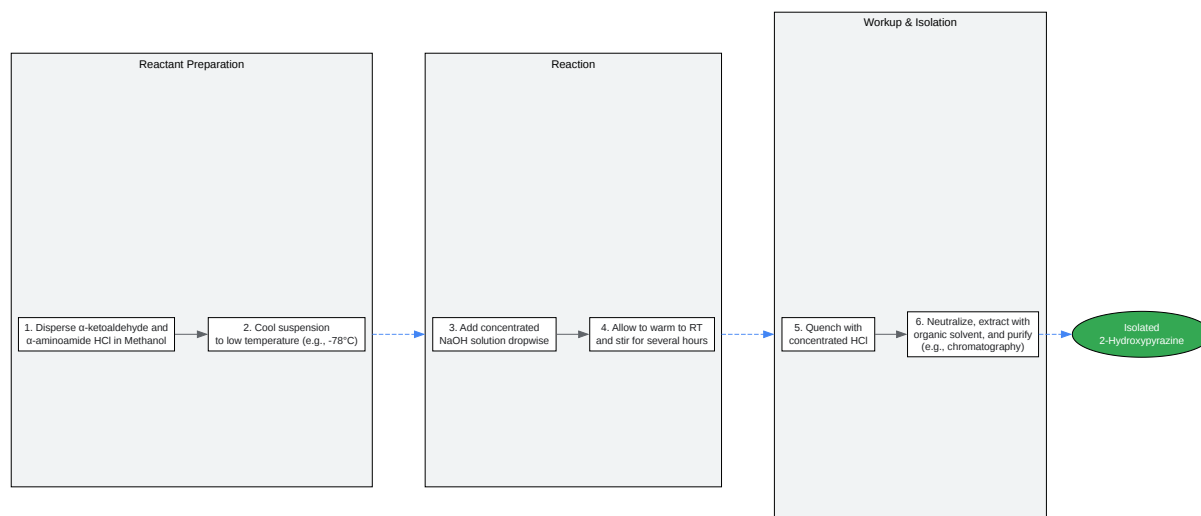 Reactant Preparation
1. Disperse α-ketoaldehyde and
α-aminoamide HCl in Methanol
2. Cool suspension
to low temperature (e.g., -78°C)
Reaction
3. Add concentrated
NaOH solution dropwise
4. Allow to warm to RT
and stir for several hours
Workup & Isolation
5. Quench with
concentrated HCl
6. Neutralize, extract with
organic solvent, and purify
(e.g., chromatography)
Isolated
2-Hydroxypyrazine